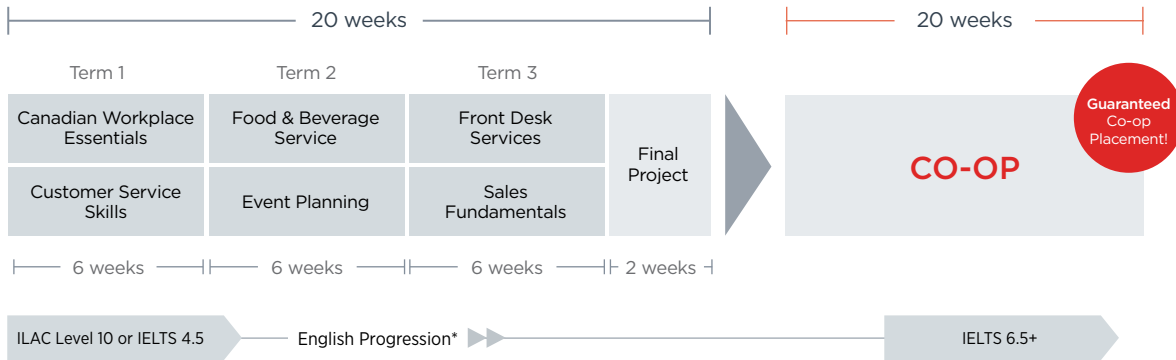 20 weeks
20 weeks
Term 1
Term 2
Term 3
Canadian Workplace
Essentials
Food & Beverage
Service
Front Desk
Services
Customer Service
Skills
Event Planning
Sales
Fundamentals
Final
Project
CO-OP
Guaranteed
Co-op
Placement!
6 weeks
6 weeks
6 weeks
2 weeks
ILAC Level 10 or IELTS 4.5
English Progression*
IELTS 6.5+